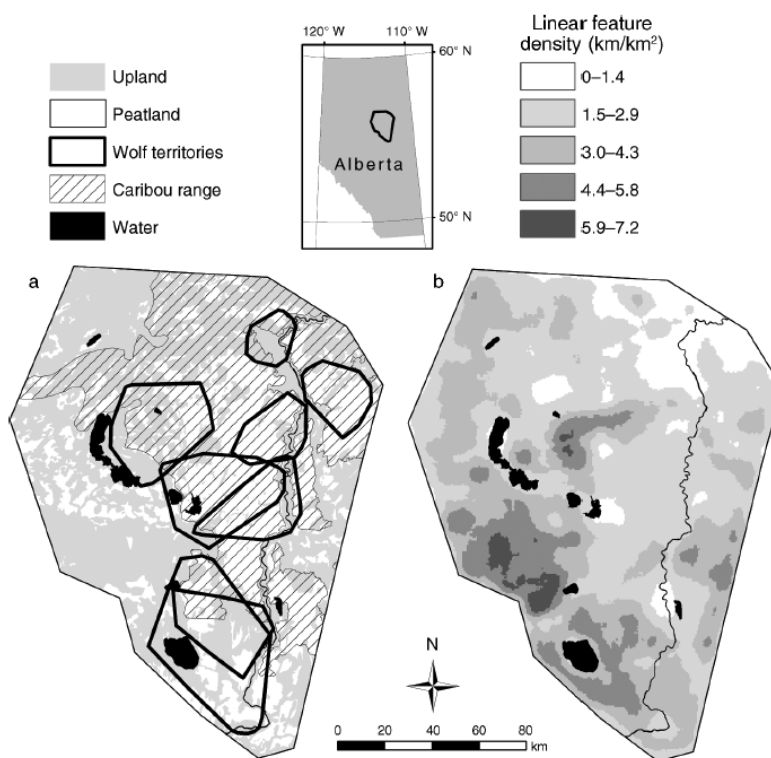 120° W 110° W
60° N
Alberta
50° N
Upland
Peatland
Wolf territories
Caribou range
Water
Linear feature
density (km/km²)
0–1.4
1.5–2.9
3.0–4.3
4.4–5.8
5.9–7.2
a
b
N
0 20 40 60 80
km